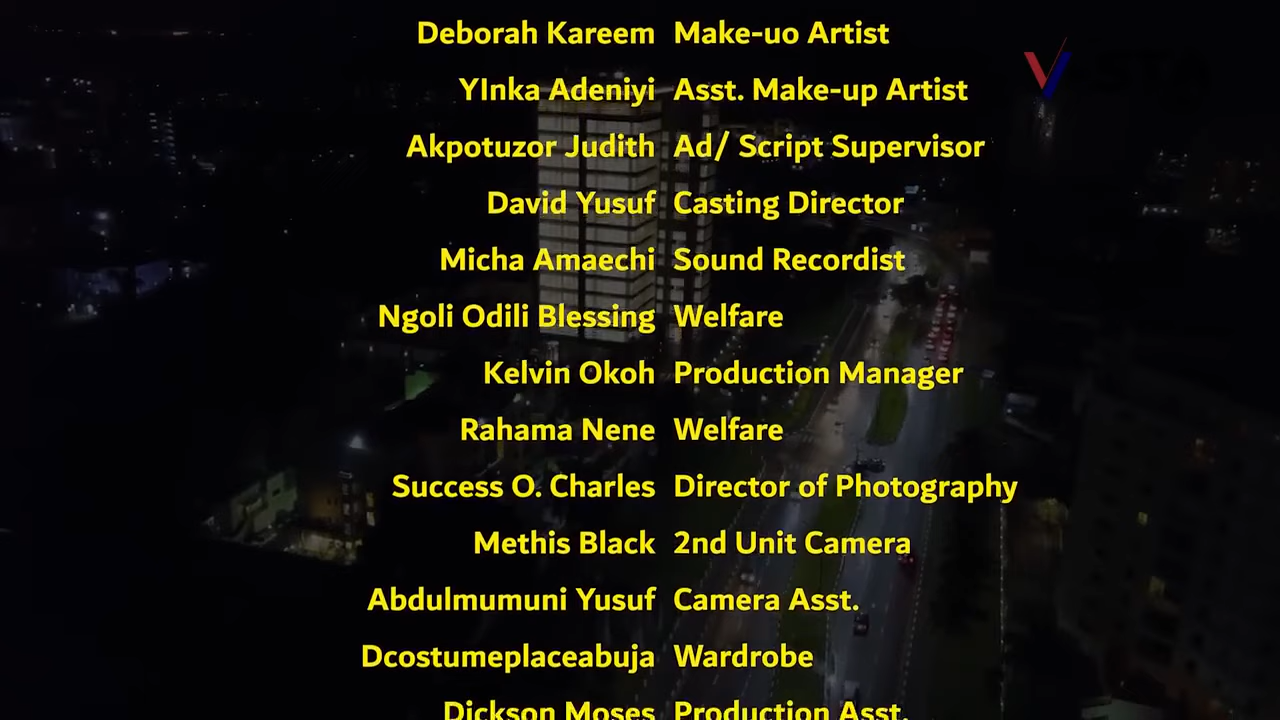 Deborah Kareem Make-uo Artist
YInka Adeniyi Asst. Make-up Artist
Akpotuzor Judith Ad/ Script Supervisor
David Yusuf Casting Director
Micha Amaechi Sound Recordist
Ngoli Odili Blessing Welfare
Kelvin Okoh Production Manager
Rahama Nene Welfare
Success O. Charles Director of Photography
Methis Black 2nd Unit Camera
Abdulmumuni Yusuf Camera Asst.
Dcostumeplaceabuja Wardrobe
Dickson Moses Production Asst.